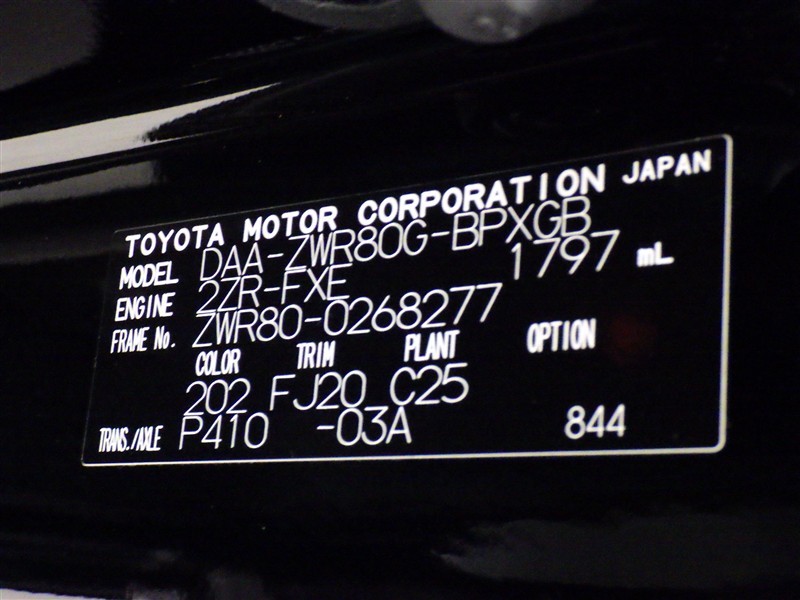 TOYOTA MOTOR CORPORATION JAPAN
MODEL DAA-ZWR80G-BPXGB
ENGINE 2ZR-FXE 1797 mL
FRAME No. ZWR80-0268277
COLOR TRIM PLANT OPTION
202 FJ20 C25
TRANS./AXLE P410 -03A 844